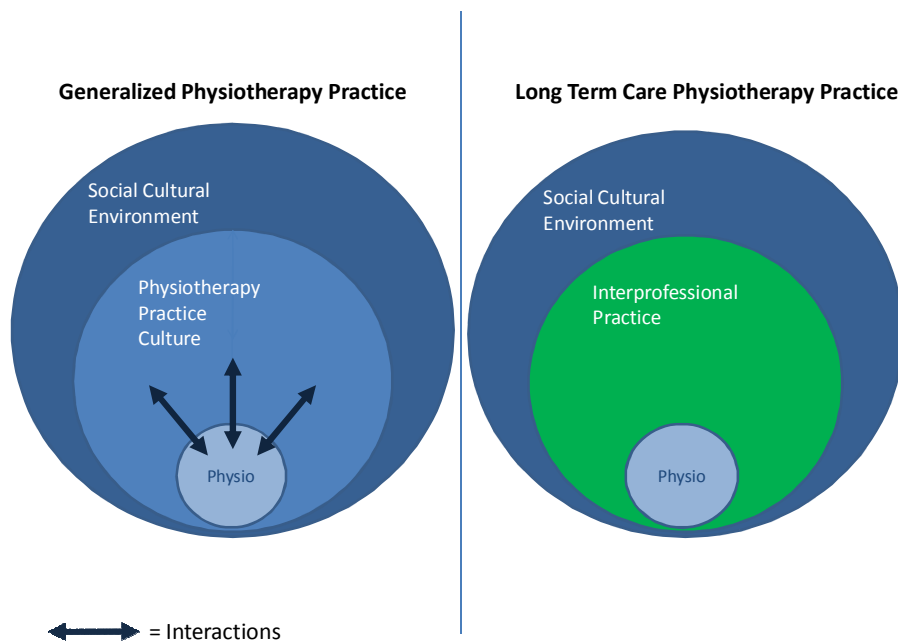 Generalized Physiotherapy Practice
Social Cultural
Environment
Physiotherapy
Practice
Culture
Physio
= Interactions
Long Term Care Physiotherapy Practice
Social Cultural
Environment
Interprofessional
Practice
Physio